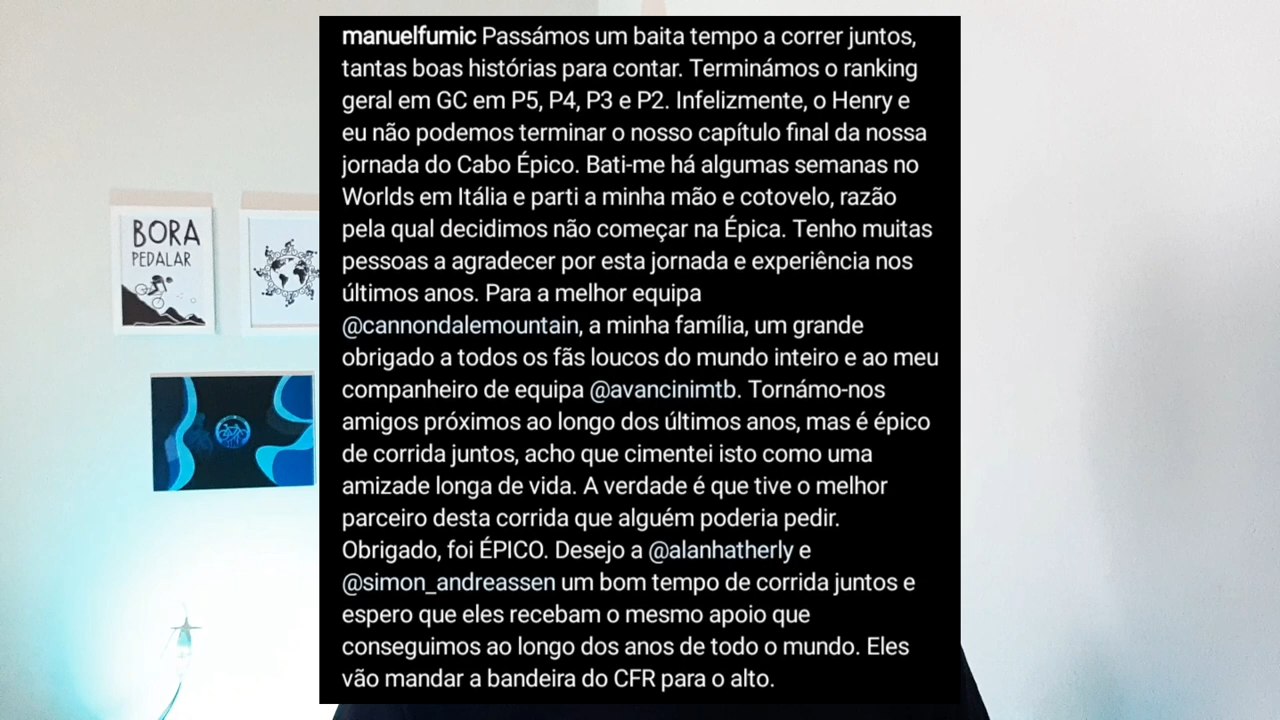 manuelfumic Passámos um baita tempo a correr juntos,
tantas boas histórias para contar. Terminámos o ranking
geral em GC em P5, P4, P3 e P2. Infelizmente, o Henry e
eu não podemos terminar o nosso capítulo final da nossa
jornada do Cabo Épico. Bati-me há algumas semanas no
Worlds em Itália e parti a minha mão e cotovelo, razão
pela qual decidimos não começar na Épica. Tenho muitas
pessoas a agradecer por esta jornada e experiência nos
últimos anos. Para a melhor equipa
@cannondalemountain, a minha família, um grande
obrigado a todos os fãs loucos do mundo inteiro e ao meu
companheiro de equipa @avancinimtb. Tornámo-nos
amigos próximos ao longo dos últimos anos, mas é épico
de corrida juntos, acho que cimentei isto como uma
amizade longa de vida. A verdade é que tive o melhor
parceiro desta corrida que alguém poderia pedir.
Obrigado, foi ÉPICO. Desejo a @alanhatherly e
@simon_andreassen um bom tempo de corrida juntos e
espero que eles recebam o mesmo apoio que
conseguimos ao longo dos anos de todo o mundo. Eles
vão mandar a bandeira do CFR para o alto.
BORA
PEDALAR